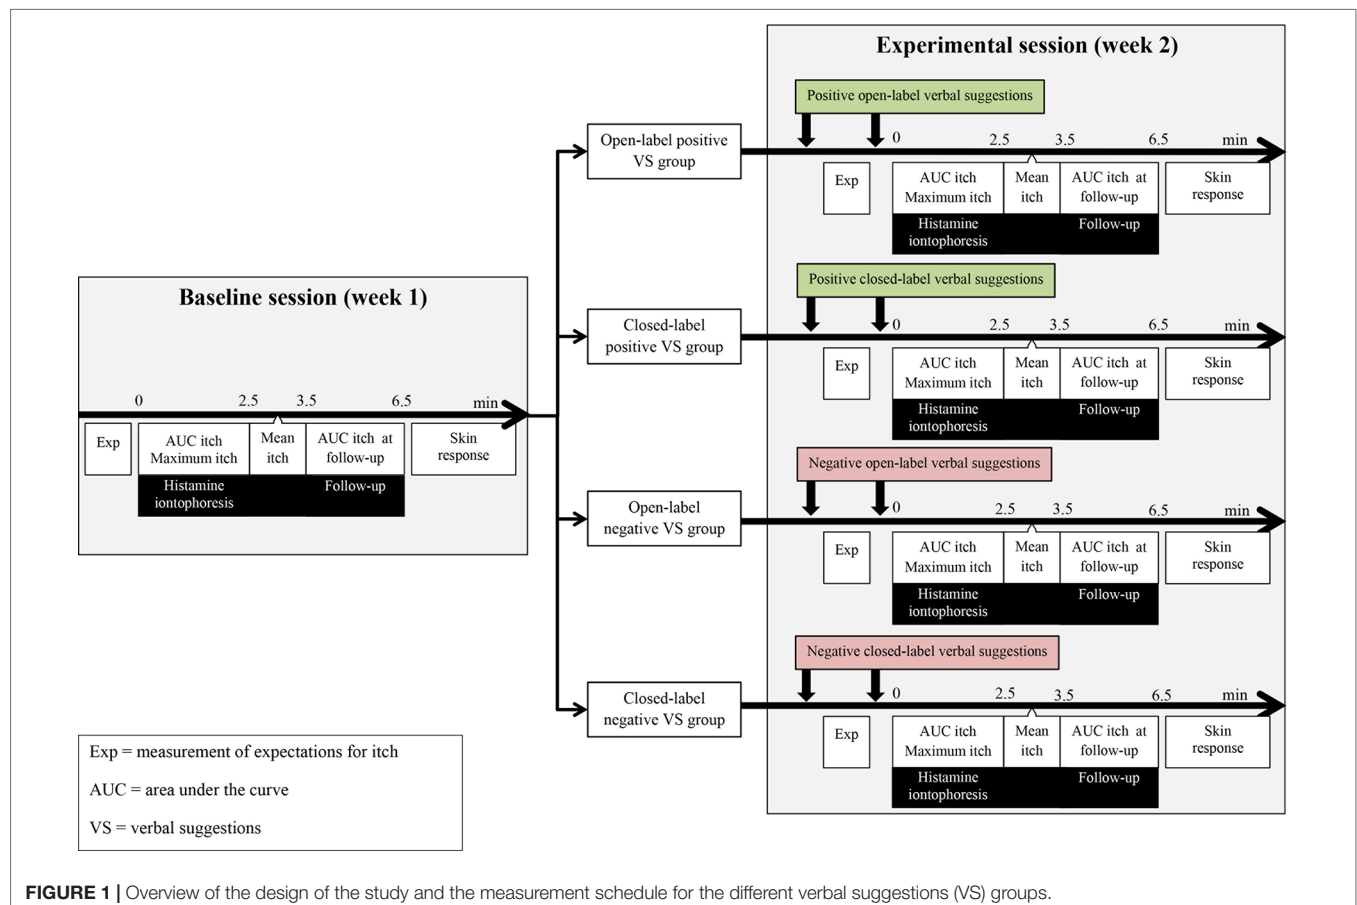 Baseline session (week 1)
0 2.5 3.5 6.5 min
Exp
AUC itch
Maximum itch
Mean
itch
AUC itch at
follow-up
Skin
response
Histamine
iontophoresis
Follow-up
Open-label positive
VS group
Closed-label
positive VS group
Open-label
negative VS group
Closed-label
negative VS group
Experimental session (week 2)
Positive open-label verbal suggestions
0 2.5 3.5 6.5 min
Exp
AUC itch
Maximum itch
Mean
itch
AUC itch at
follow-up
Skin
response
Histamine
iontophoresis
Follow-up
Positive closed-label verbal suggestions
0 2.5 3.5 6.5 min
Exp
AUC itch
Maximum itch
Mean
itch
AUC itch at
follow-up
Skin
response
Histamine
iontophoresis
Follow-up
Negative open-label verbal suggestions
0 2.5 3.5 6.5 min
Exp
AUC itch
Maximum itch
Mean
itch
AUC itch at
follow-up
Skin
response
Histamine
iontophoresis
Follow-up
Negative closed-label verbal suggestions
0 2.5 3.5 6.5 min
Exp
AUC itch
Maximum itch
Mean
itch
AUC itch at
follow-up
Skin
response
Histamine
iontophoresis
Follow-up
Exp = measurement of expectations for itch
AUC = area under the curve
VS = verbal suggestions
FIGURE 1 | Overview of the design of the study and the measurement schedule for the different verbal suggestions (VS) groups.